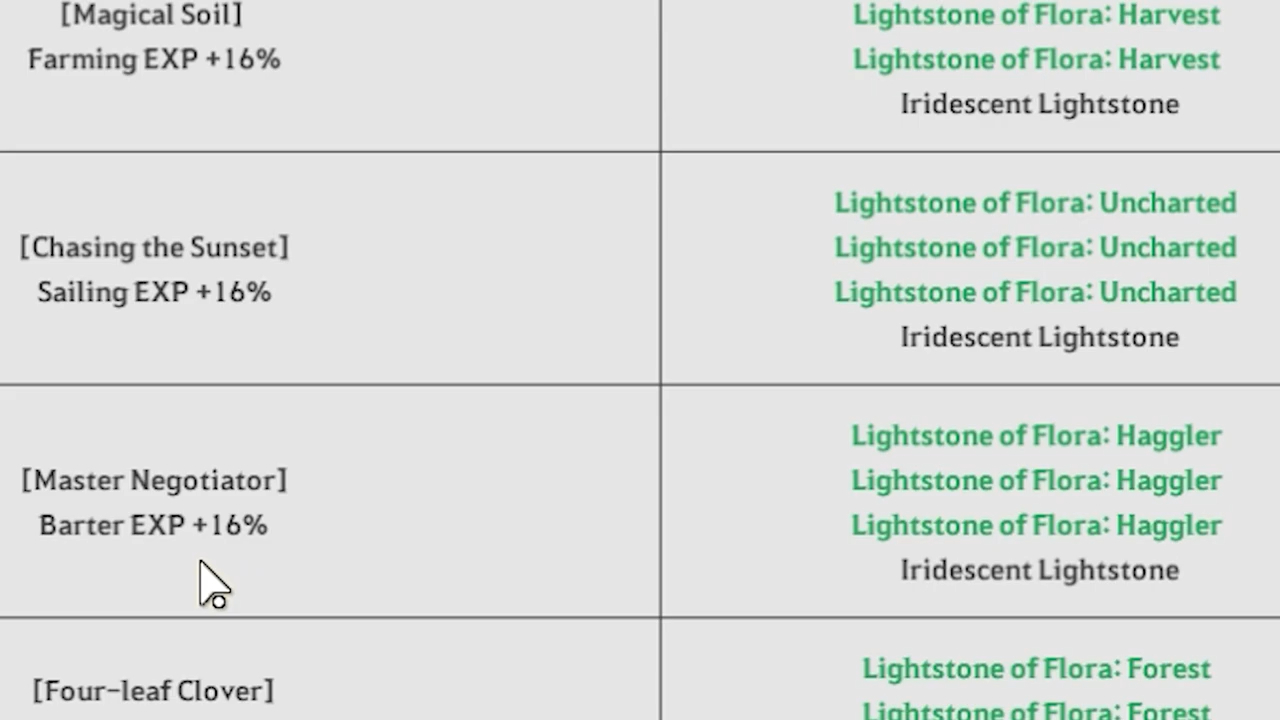 [Magical Soil]
Farming EXP +16%
Lightstone of Flora: Harvest
Lightstone of Flora: Harvest
Iridescent Lightstone
[Chasing the Sunset]
Sailing EXP +16%
Lightstone of Flora: Uncharted
Lightstone of Flora: Uncharted
Lightstone of Flora: Uncharted
Iridescent Lightstone
[Master Negotiator]
Barter EXP +16%
Lightstone of Flora: Haggler
Lightstone of Flora: Haggler
Lightstone of Flora: Haggler
Iridescent Lightstone
[Four-leaf Clover]
Lightstone of Flora: Forest
Lightstone of Flora: Forest